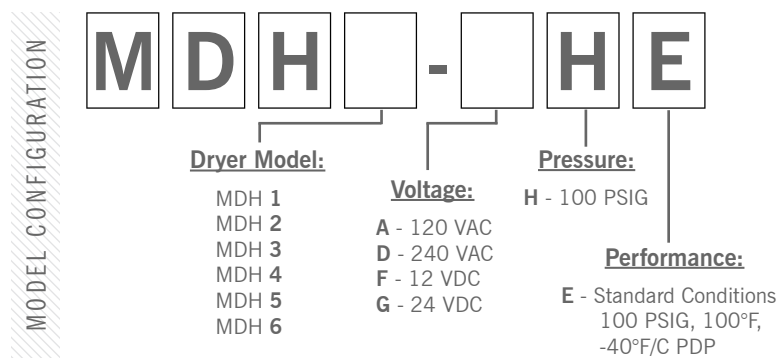 MODEL CONFIGURATION
M D H - H E
Dryer Model:
MDH 1
MDH 2
MDH 3
MDH 4
MDH 5
MDH 6
Voltage:
A - 120 VAC
D - 240 VAC
F - 12 VDC
G - 24 VDC
Pressure:
H - 100 PSIG
Performance:
E - Standard Conditions
100 PSIG, 100°F,
-40°F/C PDP